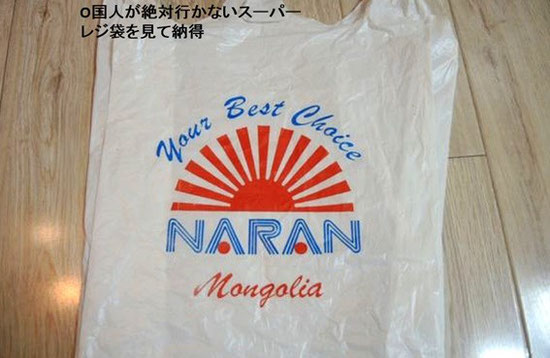 o国人が絶対行かないスーパー
レジ袋を見て納得
Your Best Choice
NARAN
Mongolia